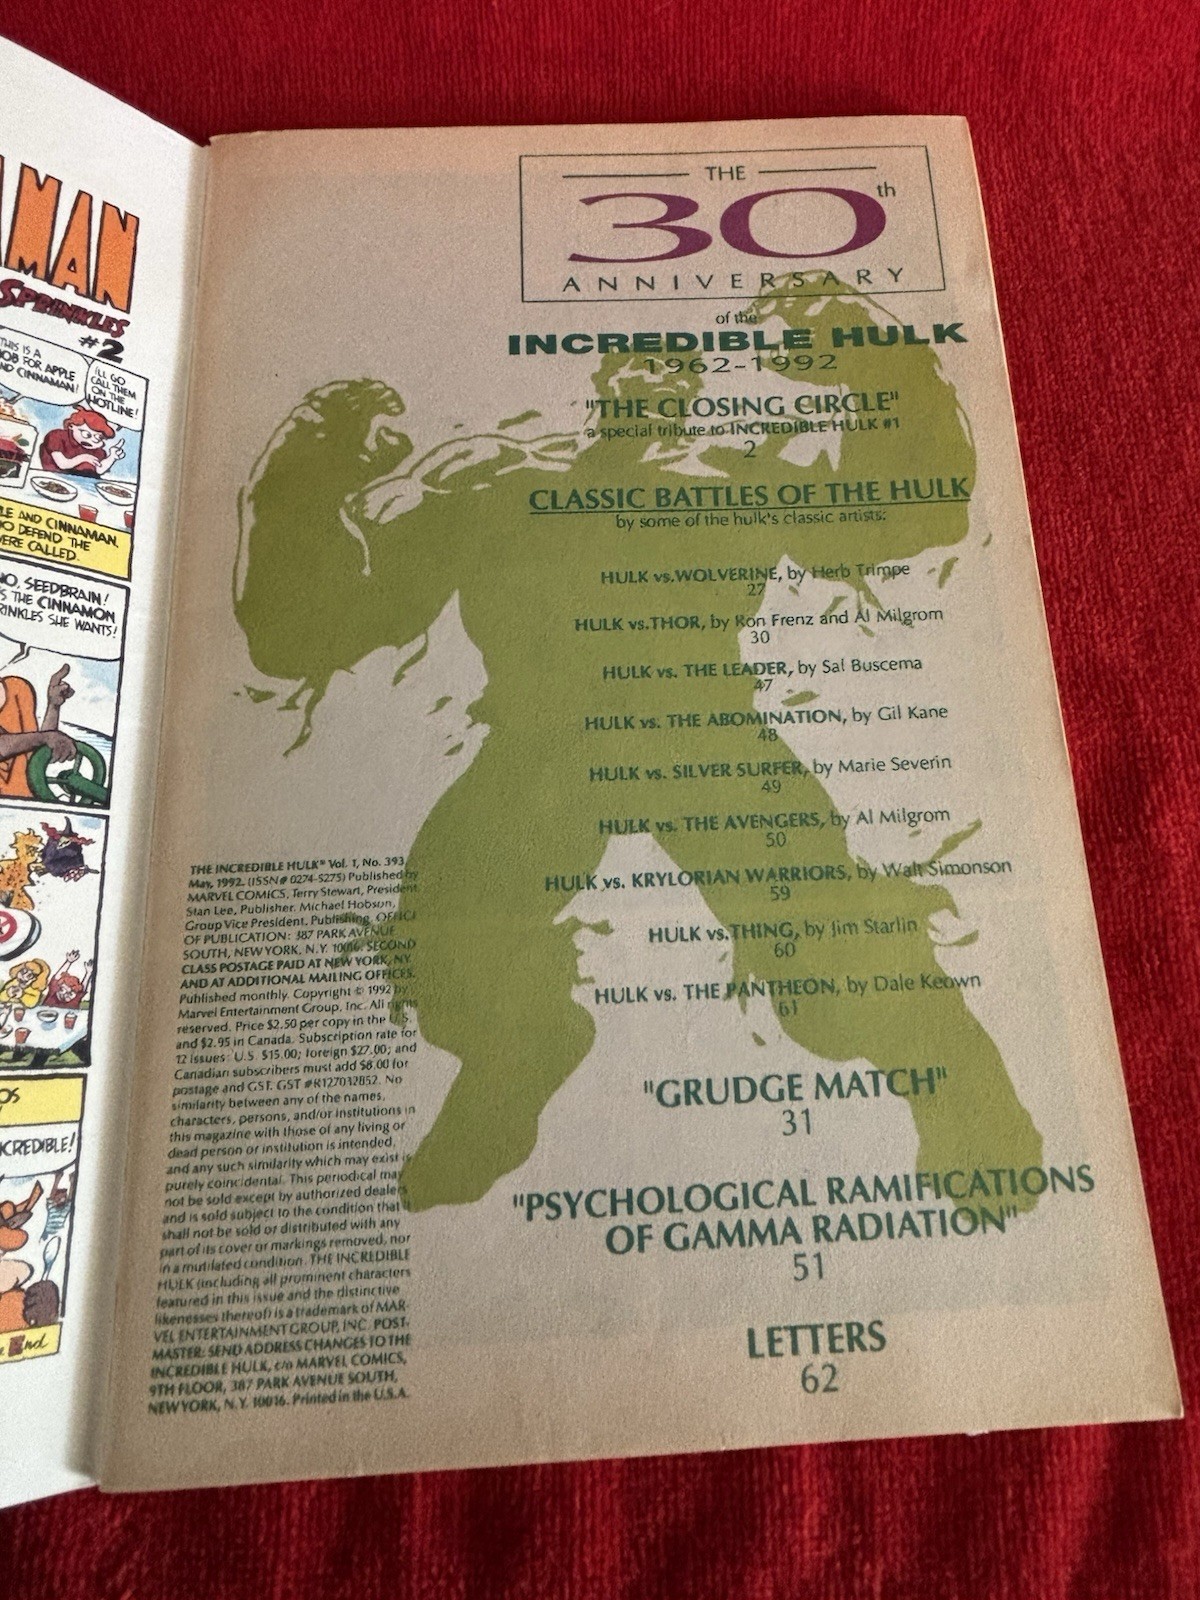 AMAN
SPRINKLES
#2
THIS IS A
JOB FOR APPLE
AND CINNAMAN!
I'LL GO
CALL THEM
ON THE
HOTLINE!
AND CINNAMAN,
DEFEND THE
WERE CALLED.
NO, SEEDBRAIN!
THE CINNAMON
SPRINKLES SHE WANTS!
INCREDIBLE!
End
THE
30th
ANNIVERSARY
of the
INCREDIBLE HULK
1962-1992
"THE CLOSING CIRCLE"
a special tribute to INCREDIBLE HULK #1
2
CLASSIC BATTLES OF THE HULK
by some of the hulk's classic artists:
HULK vs.WOLVERINE, by Herb Trimpe
27
HULK vs.THOR, by Ron Frenz and Al Milgrom
30
HULK vs. THE LEADER, by Sal Buscema
47
HULK vs. THE ABOMINATION, by Gil Kane
48
HULK vs. SILVER SURFER, by Marie Severin
49
HULK vs. THE AVENGERS, by Al Milgrom
50
HULK vs. KRYLORIAN WARRIORS, by Walt Simonson
59
HULK vs.THING, by Jim Starlin
60
HULK vs. THE PANTHEON, by Dale Keown
61
"GRUDGE MATCH"
31
"PSYCHOLOGICAL RAMIFICATIONS
OF GAMMA RADIATION"
51
LETTERS
62
THE INCREDIBLE HULK® Vol. 1, No. 393,
May, 1992. (ISSN# 0274-5275) Published by
MARVEL COMICS, Terry Stewart, President.
Stan Lee, Publisher. Michael Hobson,
Group Vice President, Publishing. OFFICE
OF PUBLICATION: 387 PARK AVENUE
SOUTH, NEW YORK, N.Y. 10016. SECOND
CLASS POSTAGE PAID AT NEW YORK, NY.
AND AT ADDITIONAL MAILING OFFICES.
Published monthly. Copyright © 1992 by
Marvel Entertainment Group, Inc. All rights
reserved. Price $2.50 per copy in the U.S.
and $2.95 in Canada. Subscription rate for
12 issues: U.S. $15.00; foreign $27.00; and
Canadian subscribers must add $8.00 for
postage and GST. GST #R127032852. No
similarity between any of the names,
characters, persons, and/or institutions in
this magazine with those of any living or
dead person or institution is intended,
and any such similarity which may exist is
purely coincidental. This periodical may
not be sold except by authorized dealers
and is sold subject to the condition that it
shall not be sold or distributed with any
part of its cover or markings removed, nor
in a mutilated condition. THE INCREDIBLE
HULK (including all prominent characters
featured in this issue and the distinctive
likenesses thereof) is a trademark of MAR-
VEL ENTERTAINMENT GROUP, INC. POST-
MASTER: SEND ADDRESS CHANGES TO THE
INCREDIBLE HULK, c/o MARVEL COMICS,
9TH FLOOR, 387 PARK AVENUE SOUTH,
NEW YORK, N.Y. 10016. Printed in the U.S.A.